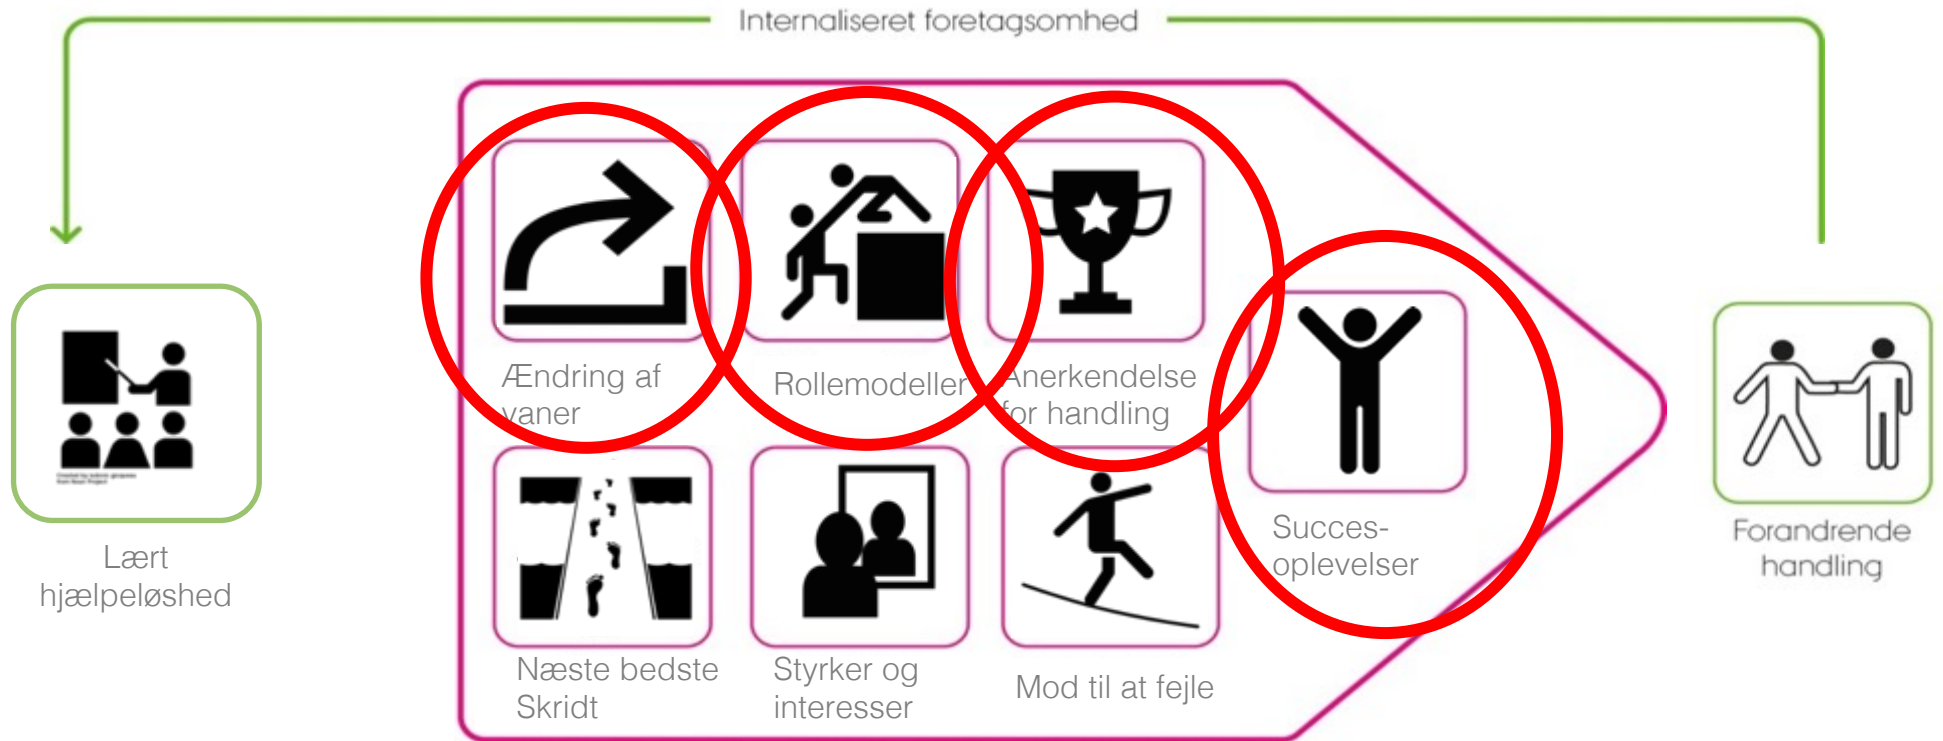 Internaliseret foretagsomhed
Ændring af
vaner
Rollemodeller
Anerkendelse
for handling
Succes-
oplevelser
Lært
hjælpeløshed
Næste bedste
Skridt
Styrker og
interesser
Mod til at fejle
Forandrende
handling